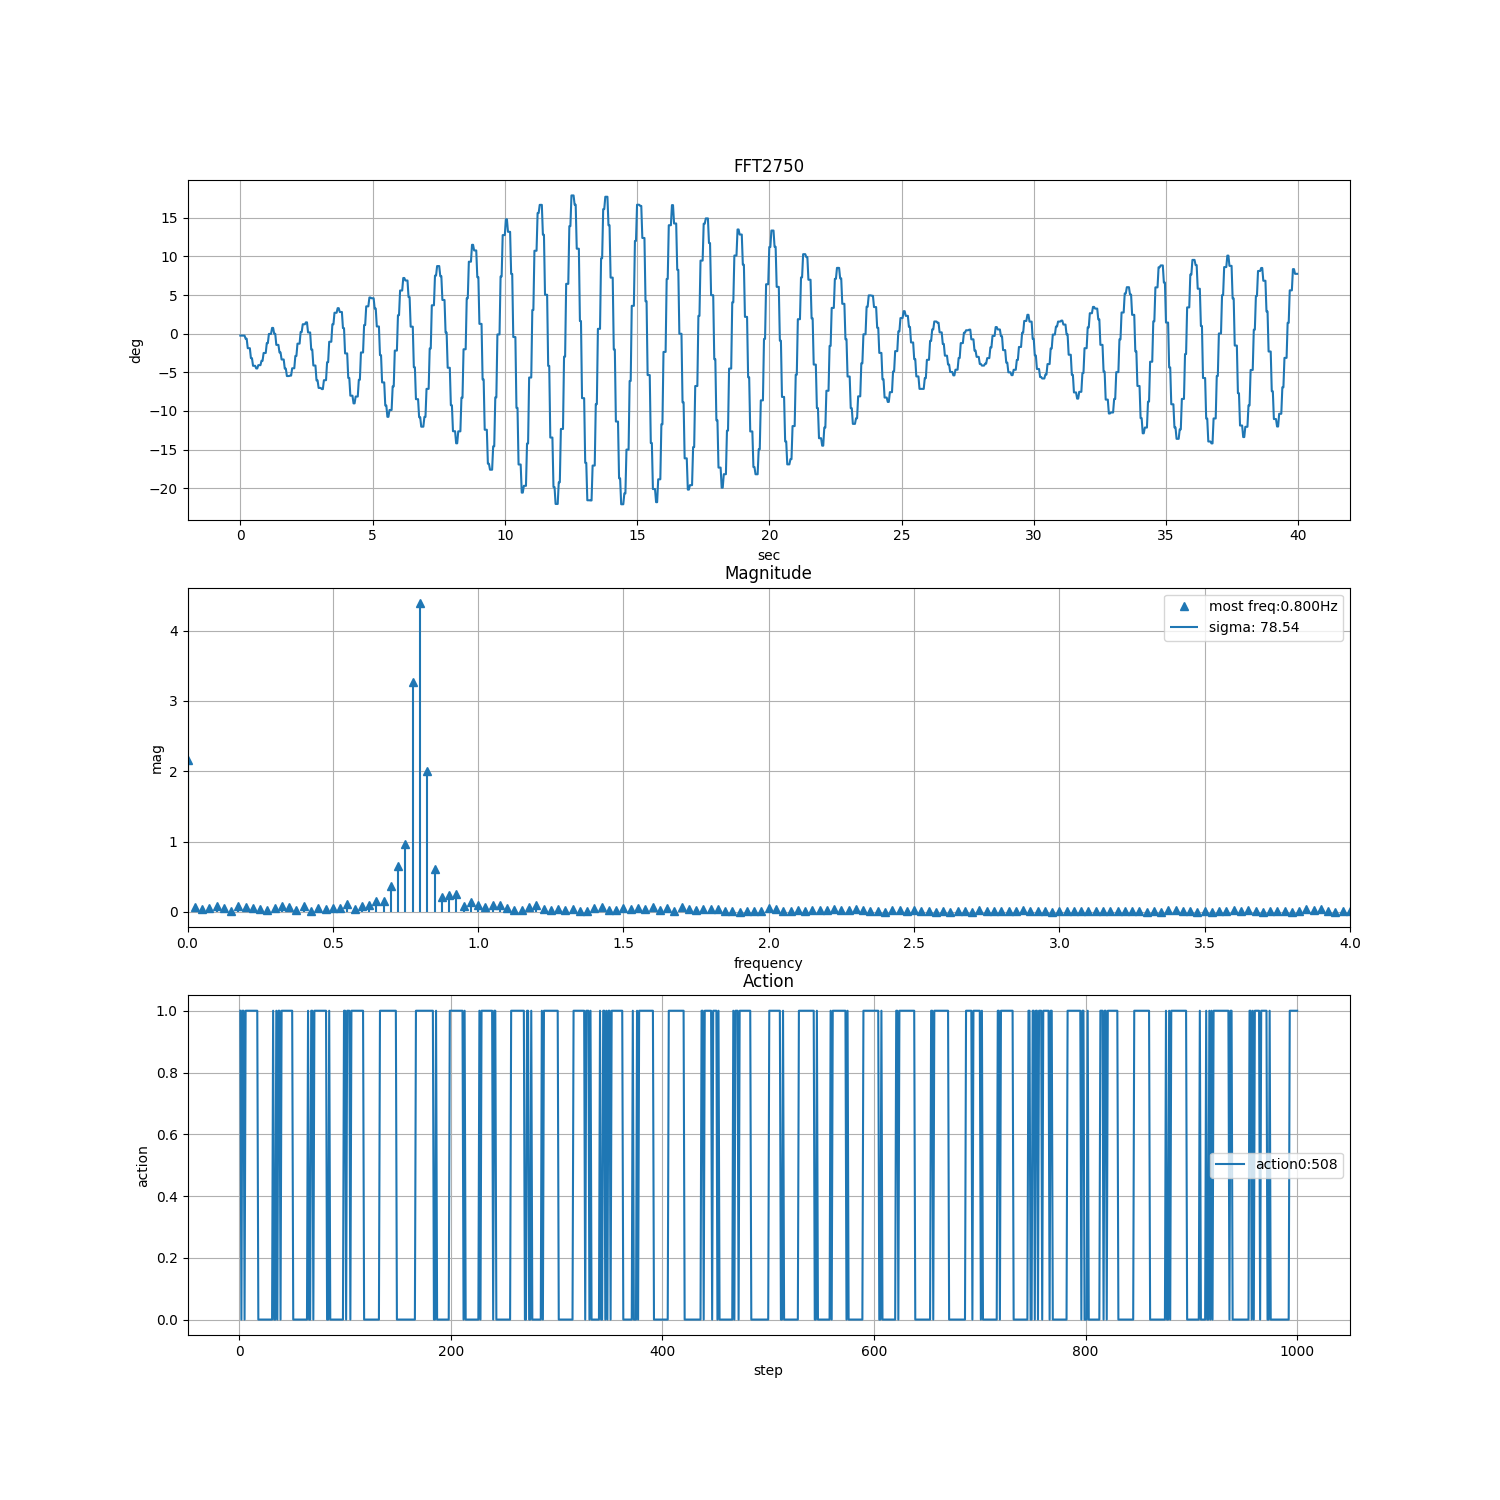 FFT2750
15
10
5
0
−5
−10
−15
−20
deg
0 5 10 15 20 25 30 35 40
sec
Magnitude
most freq:0.800Hz
sigma: 78.54
4
3
2
1
0
mag
0.0 0.5 1.0 1.5 2.0 2.5 3.0 3.5 4.0
frequency
Action
1.0
0.8
0.6
0.4
0.2
0.0
action
action0:508
0 200 400 600 800 1000
step